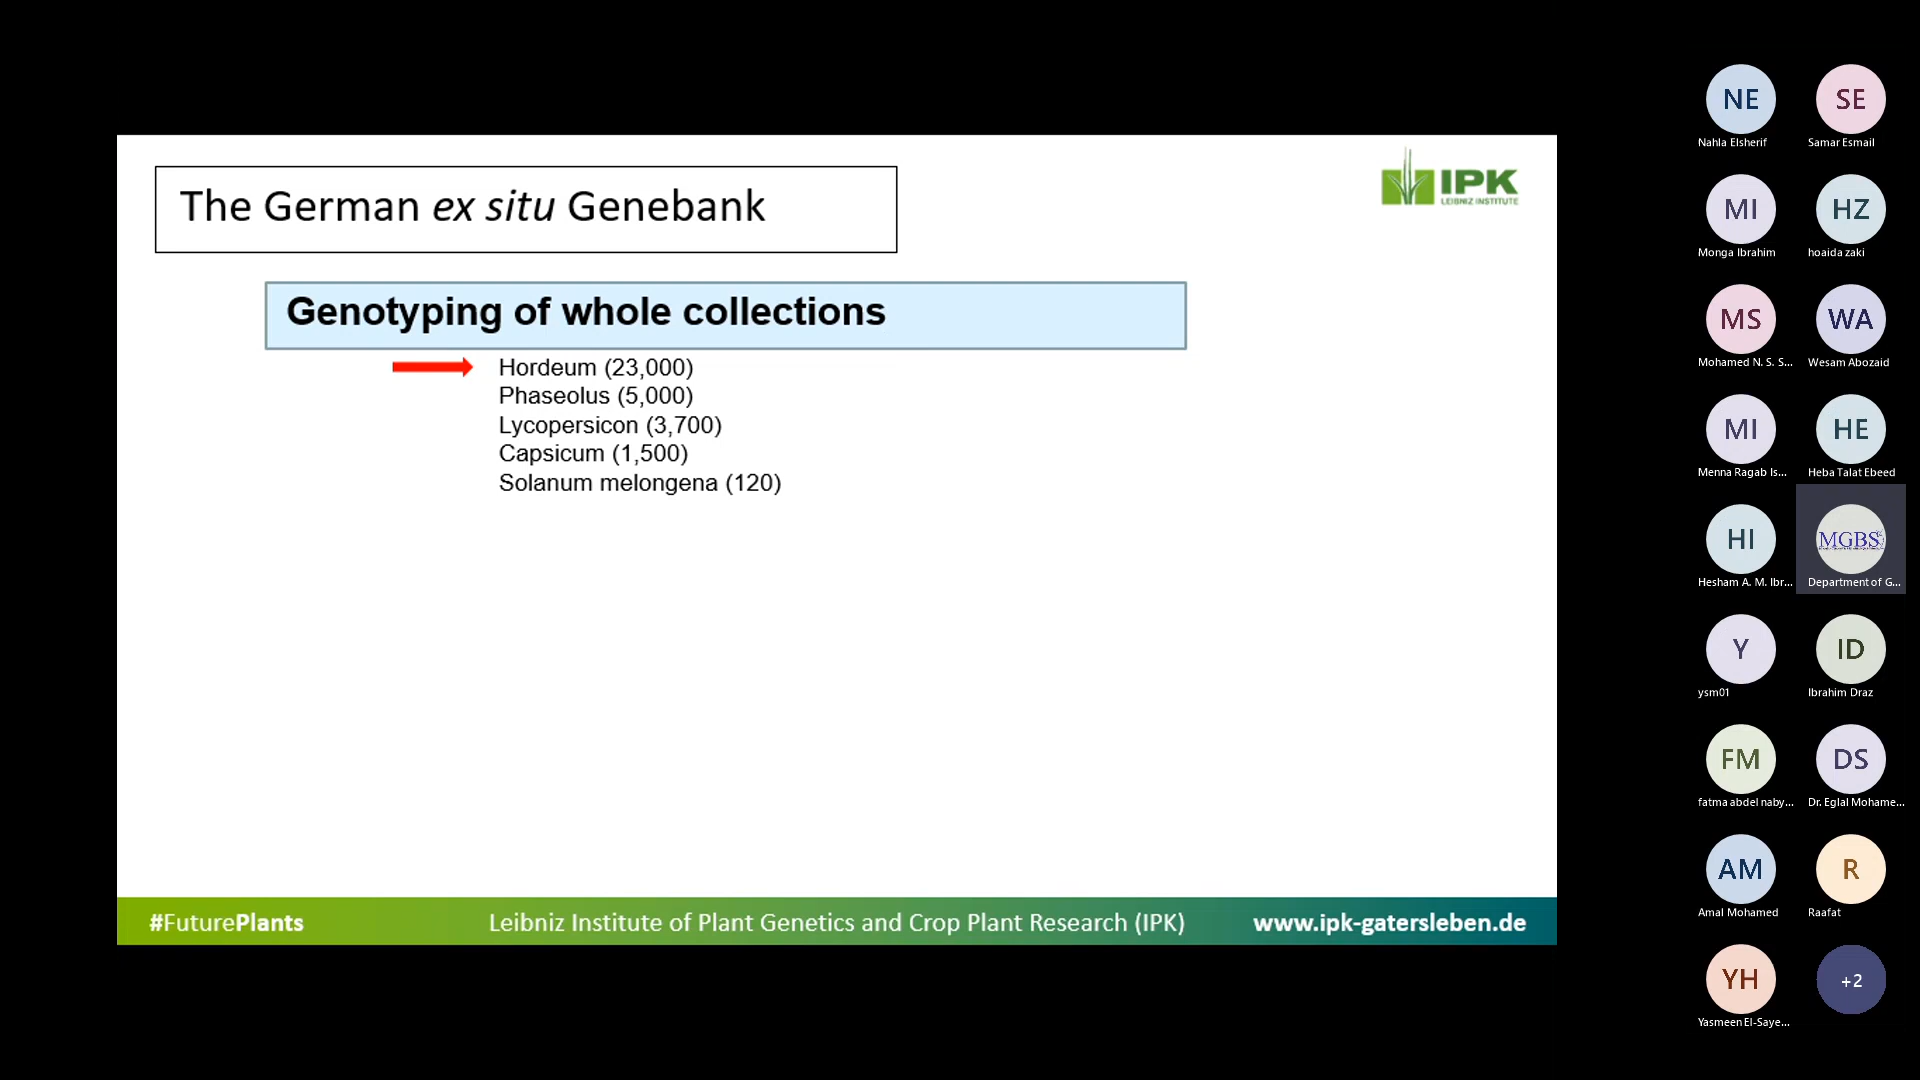 The German ex situ Genebank
IPK
LEIBNIZ INSTITUTE
Genotyping of whole collections
Hordeum (23,000)
Phaseolus (5,000)
Lycopersicon (3,700)
Capsicum (1,500)
Solanum melongena (120)
#FuturePlants
Leibniz Institute of Plant Genetics and Crop Plant Research (IPK)
www.ipk-gatersleben.de
NE
Nahla Elsherif
SE
Samar Esmail
MI
Monga Ibrahim
HZ
hoaida zaki
MS
Mohamed N. S. S...
WA
Wesam Abozaid
MI
Menna Ragab Is...
HE
Heba Talat Ebeed
HI
Hesham A. M. Ibr...
MGBS
Department of G...
Y
ysm01
ID
Ibrahim Draz
FM
fatma abdel naby...
DS
Dr. Eglal Mohame...
AM
Amal Mohamed
R
Raafat
YH
Yasmeen El-Saye...
+2